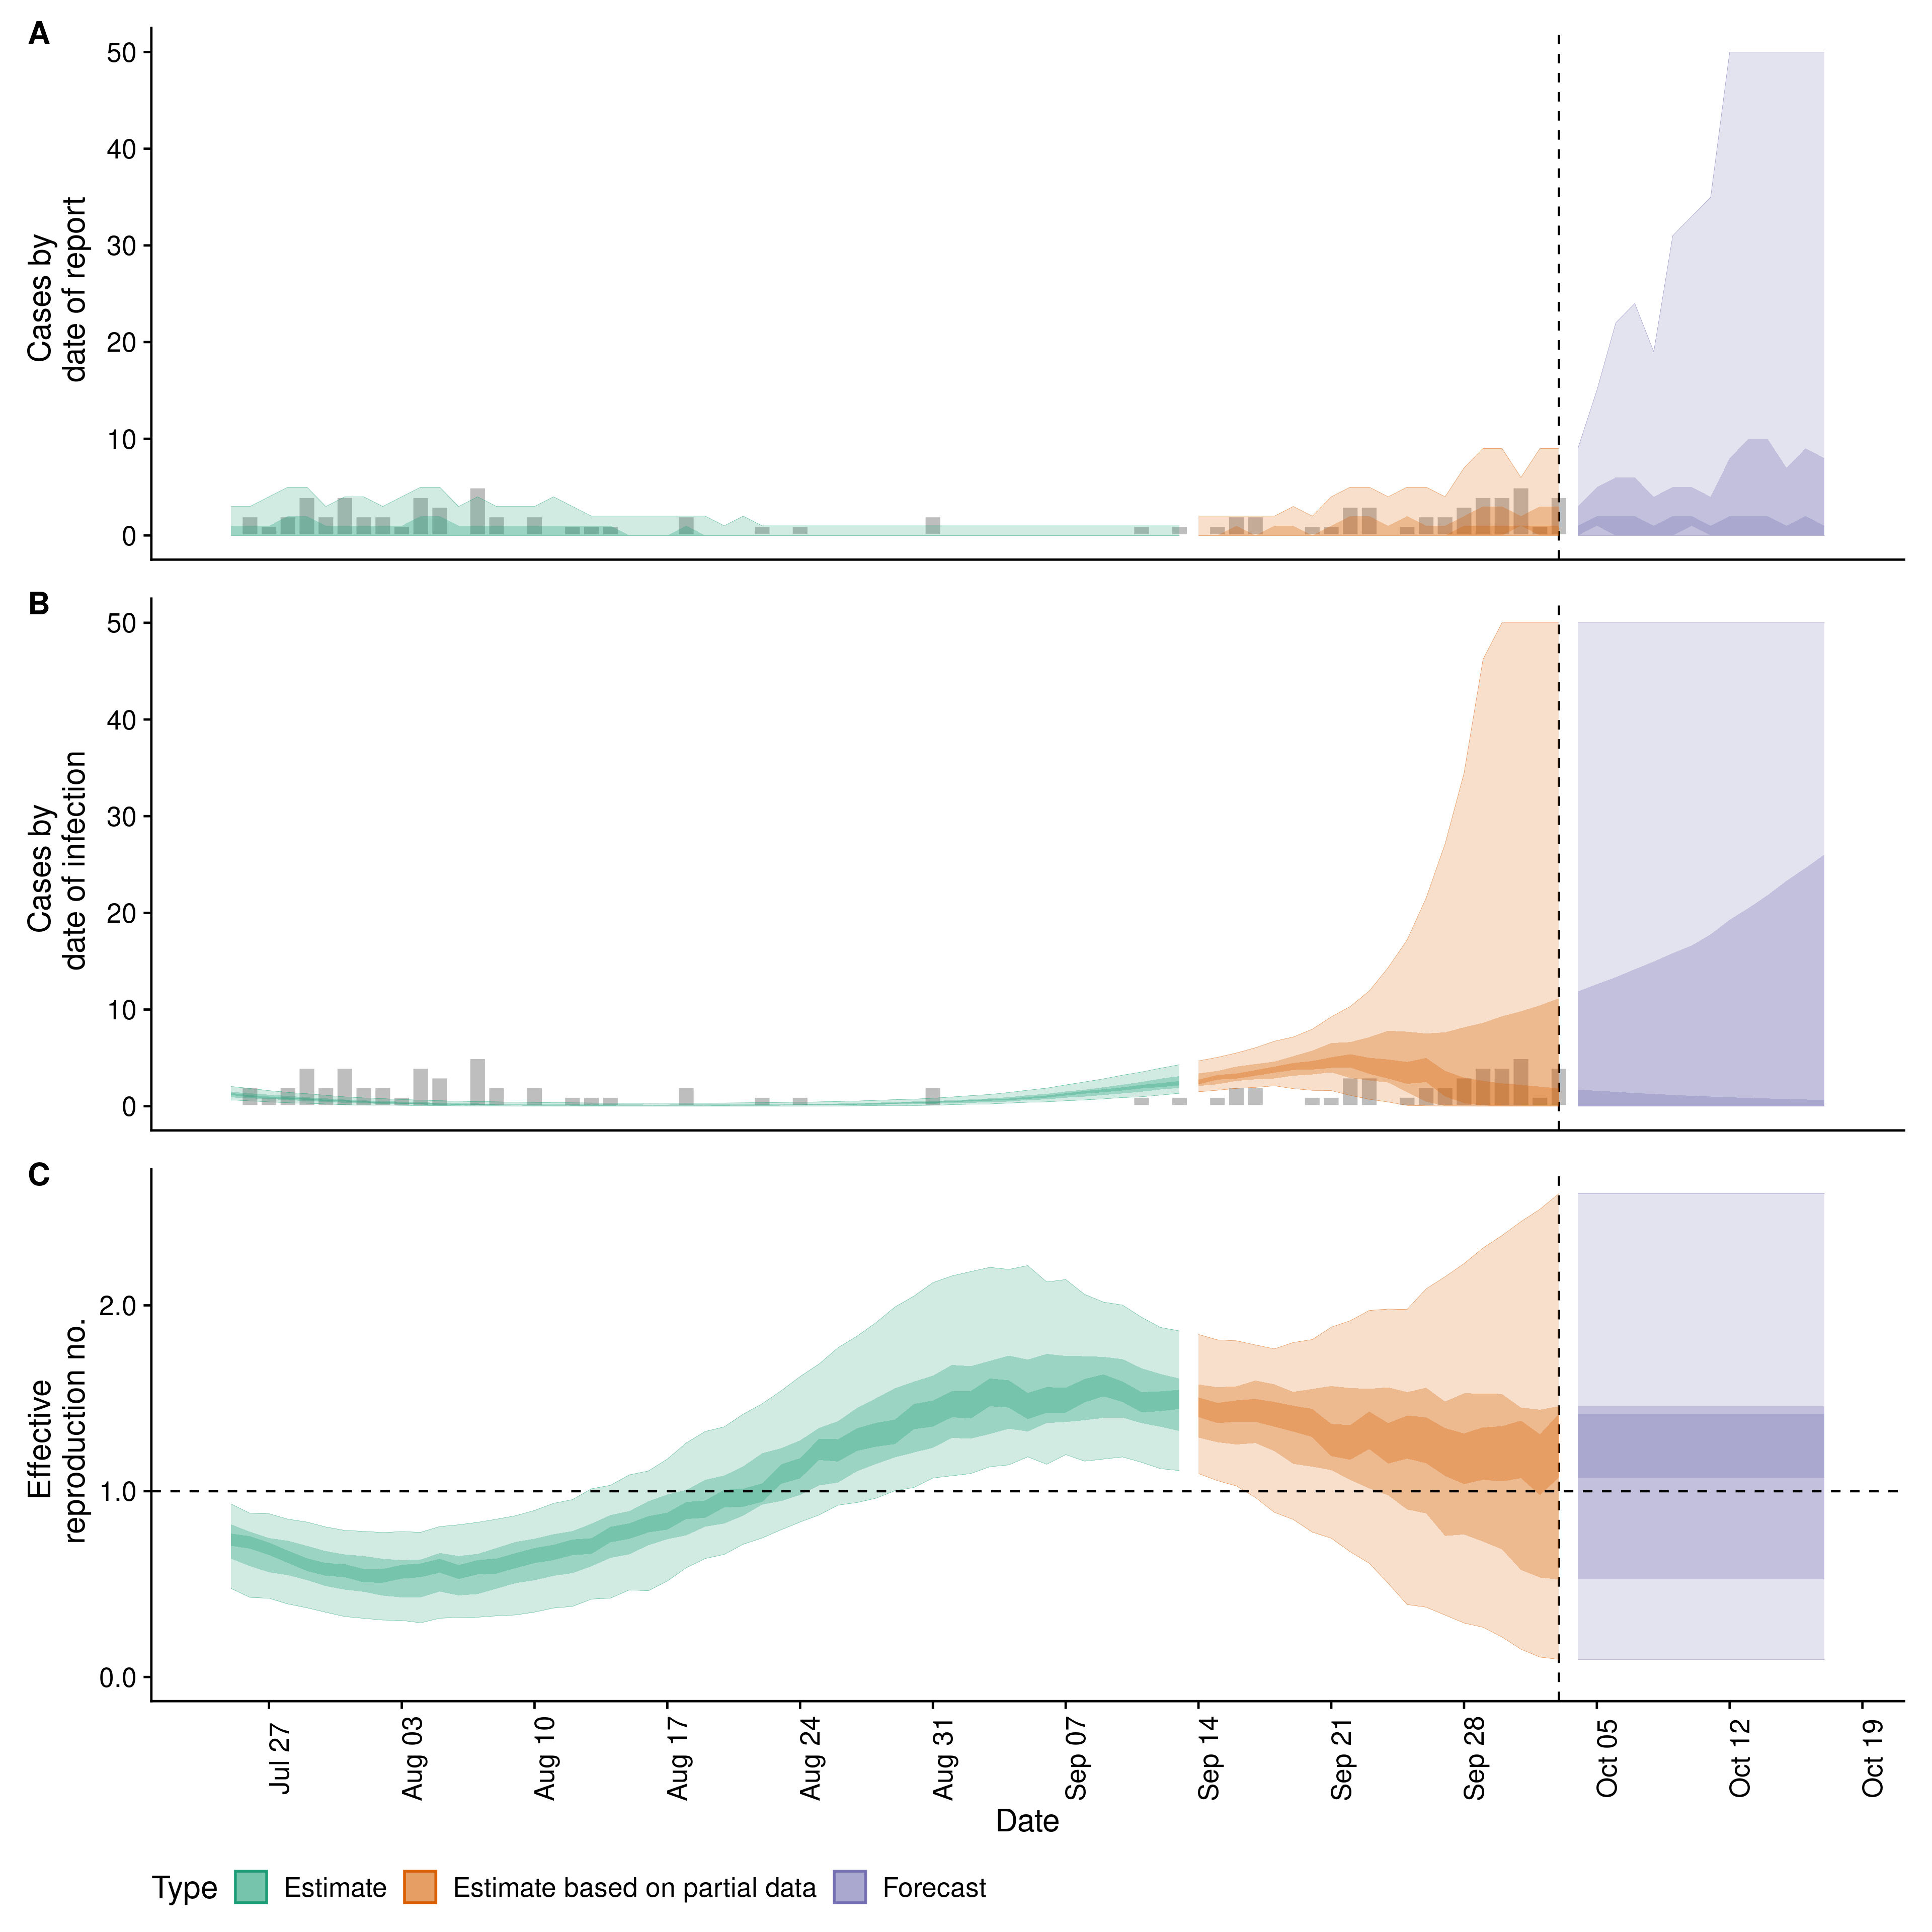 A
50
40
30
20
10
0
Cases by
date of report
B
50
40
30
20
10
0
Cases by
date of infection
C
2.0
1.0
0.0
Effective
reproduction no.
Jul 27
Aug 03
Aug 10
Aug 17
Aug 24
Aug 31
Sep 07
Sep 14
Sep 21
Sep 28
Oct 05
Oct 12
Oct 19
Date
Type Estimate Estimate based on partial data Forecast